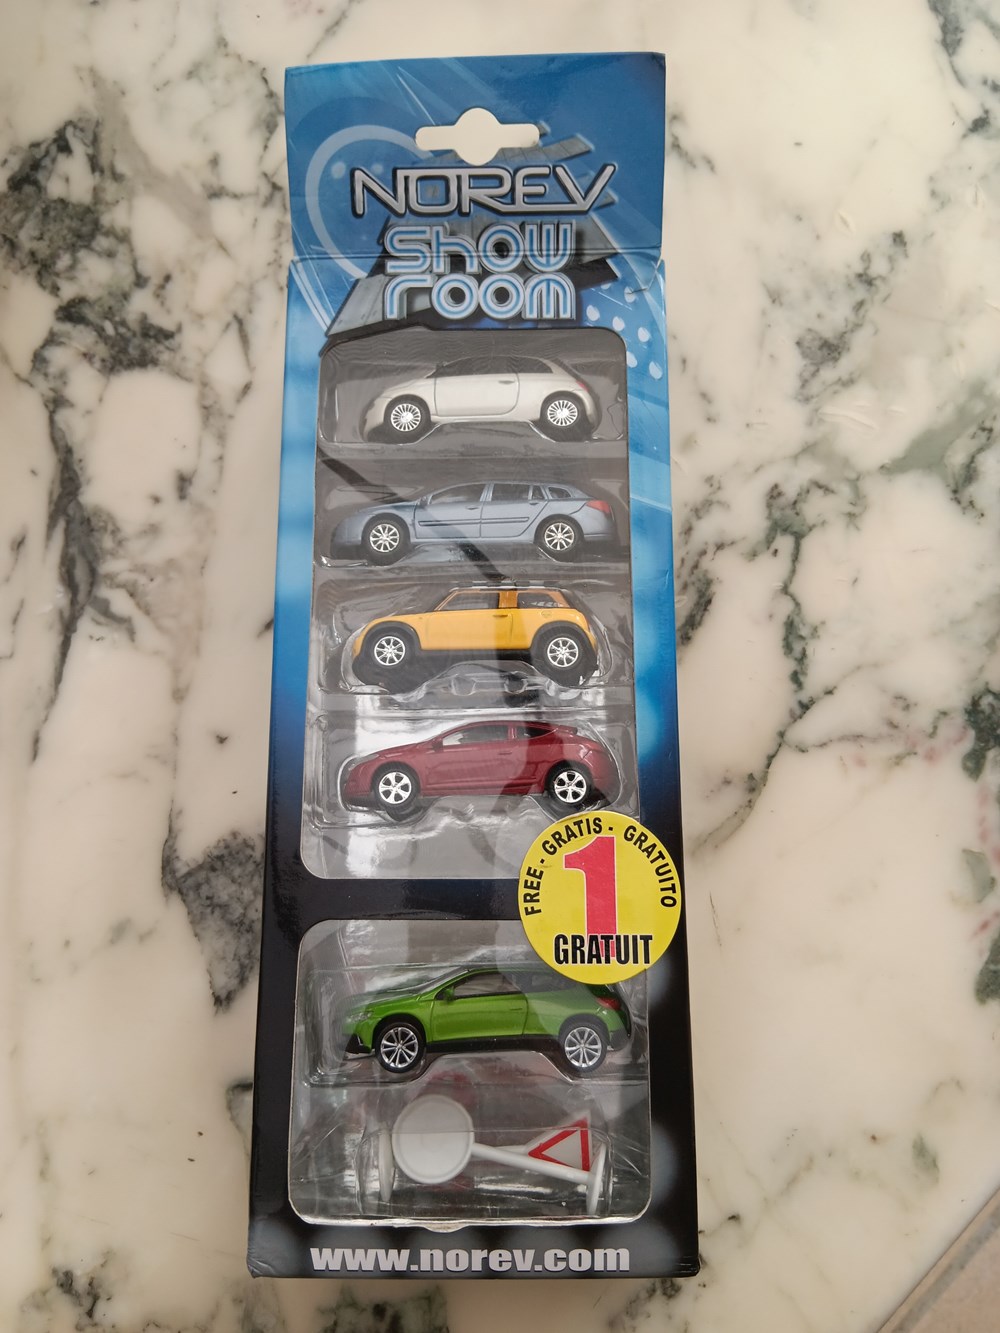 NOREV
Show
room
FREE - GRATIS - GRATUITO
1
GRATUIT
www.norev.com